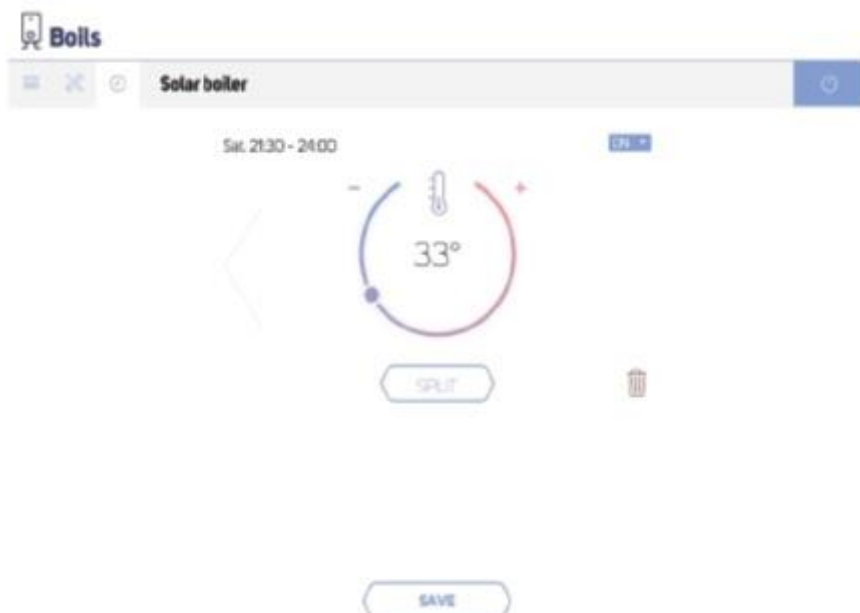 Boils
Solar boiler
Sat. 21:30 - 24:00
ON
- +
33°
SPLIT
SAVE